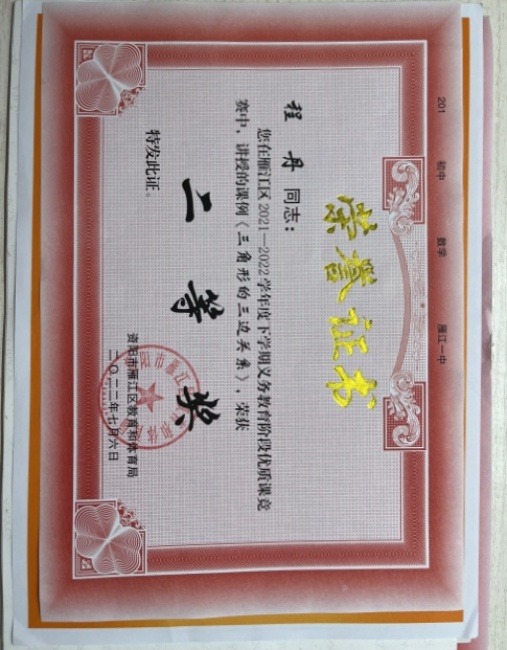 201 初中 数学 雁江一中
荣誉证书
程丹 同志：
您在雁江区2021—2022学年度下学期义务教育阶段优质课竞
赛中，讲授的课例《三角形的三边关系》，荣获
二等奖
特发此证。
资阳市雁江区教育和体育局
二〇二二年七月六日